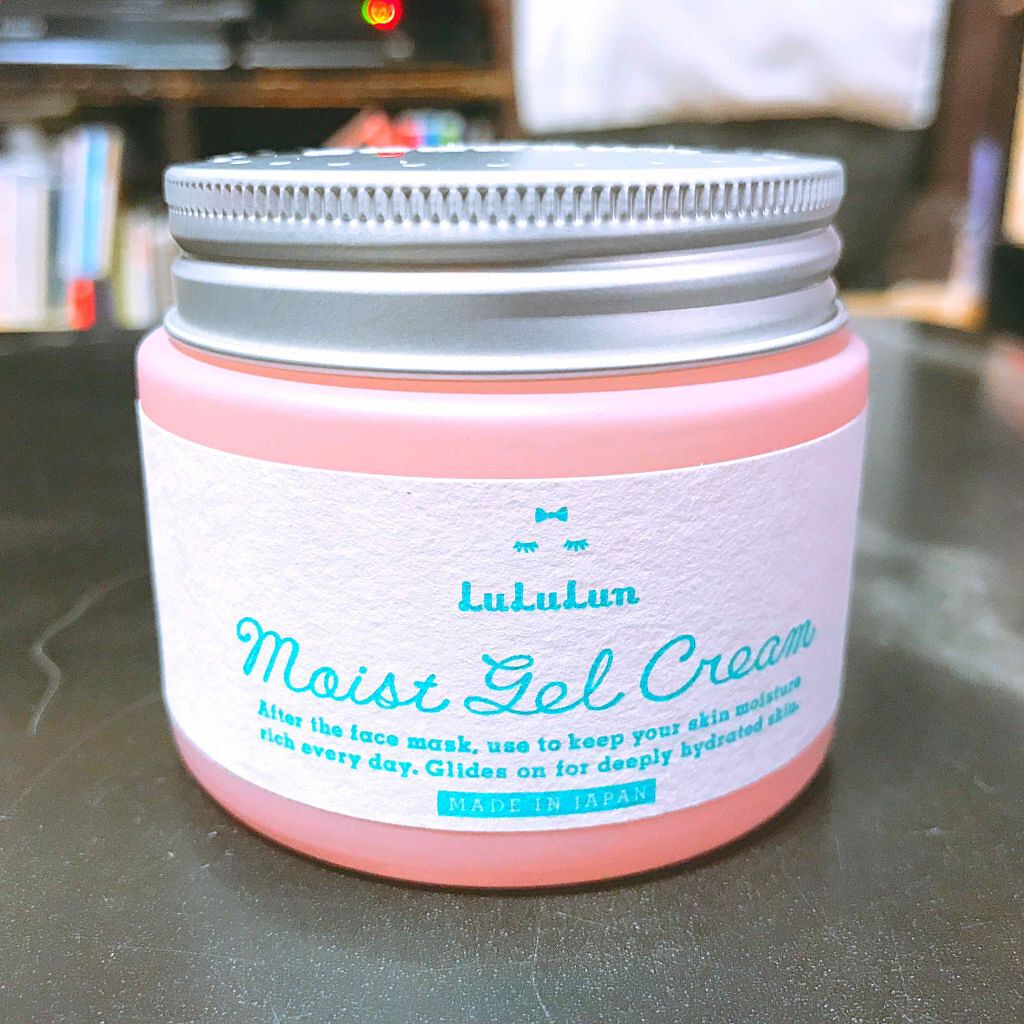 LuLuLun
Moist Gel Cream
After the face mask, use to keep your skin moisture
rich every day. Glides on for deeply hydrated skin.
MADE IN JAPAN